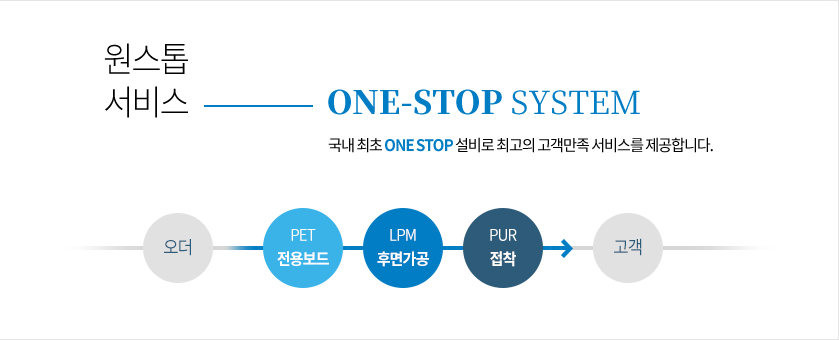 원스톱
서비스
ONE-STOP SYSTEM
국내 최초 ONE STOP 설비로 최고의 고객만족 서비스를 제공합니다.
오더
PET
전용보드
LPM
후면가공
PUR
접착
고객